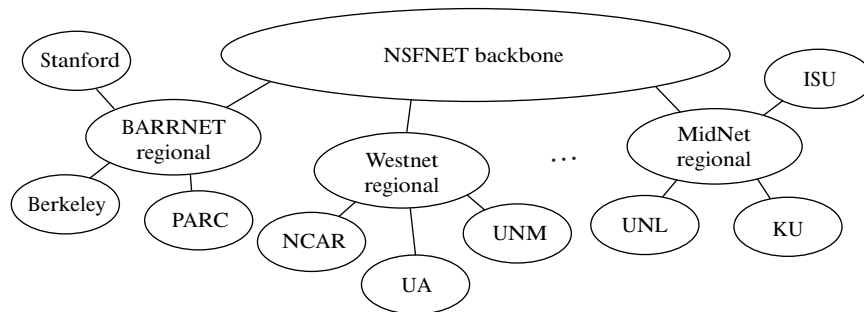 NSFNET backbone
Stanford
ISU
BARRNET
regional
MidNet
regional
Westnet
regional
...
Berkeley
PARC
NCAR
UNM
UNL
KU
UA